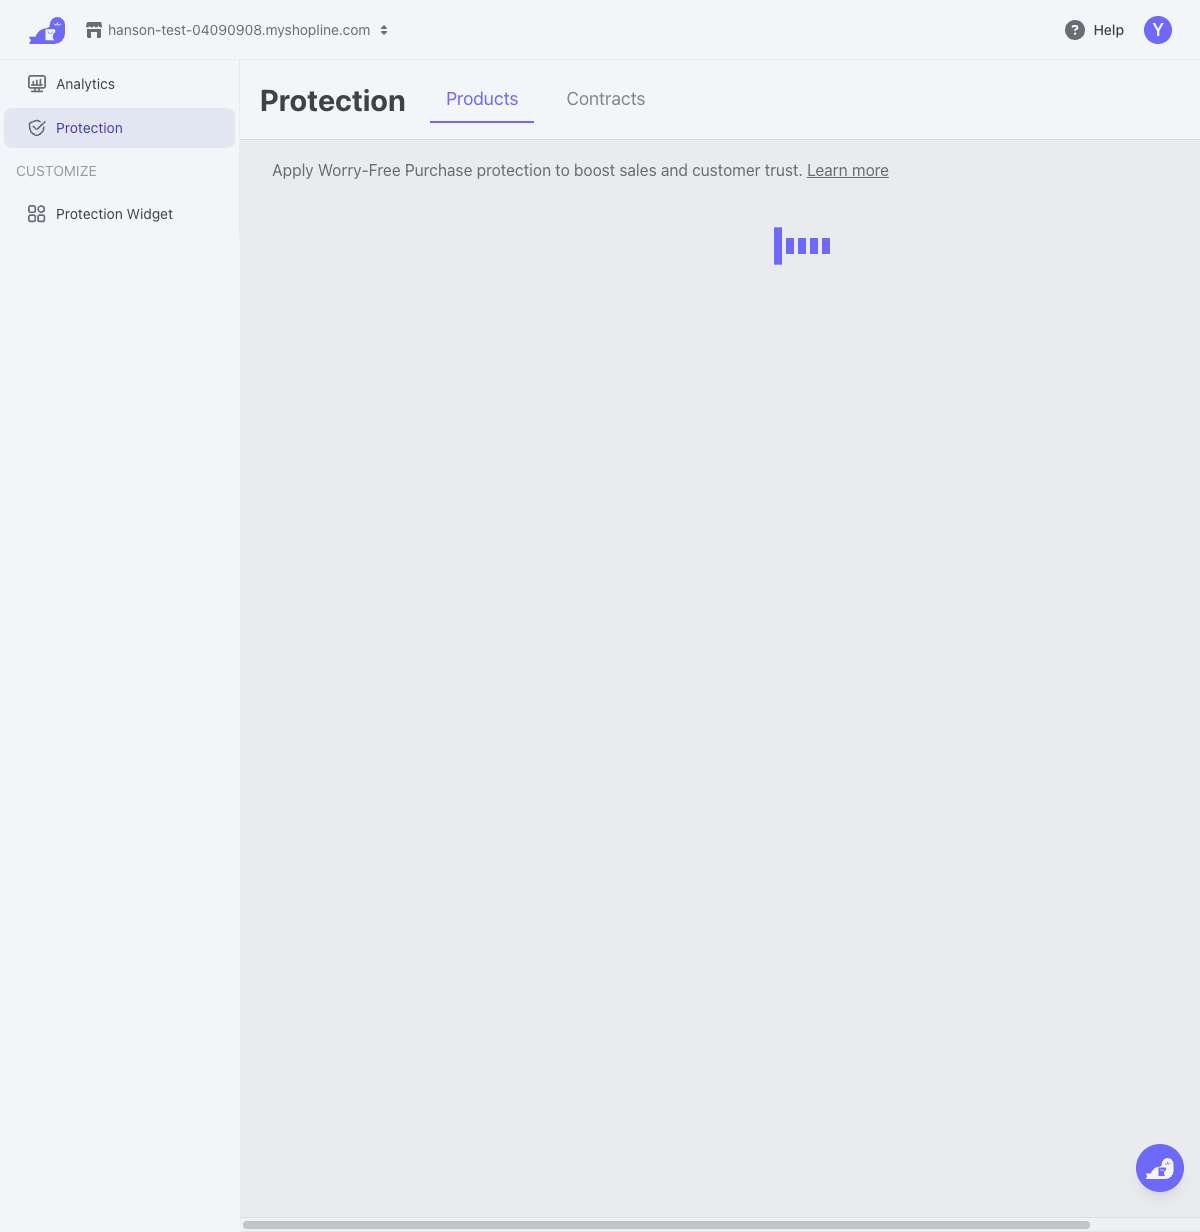 hanson-test-04090908.myshopline.com
? Help
Y
Analytics
Protection
CUSTOMIZE
Protection Widget
Protection
Products
Contracts
Apply Worry-Free Purchase protection to boost sales and customer trust. Learn more